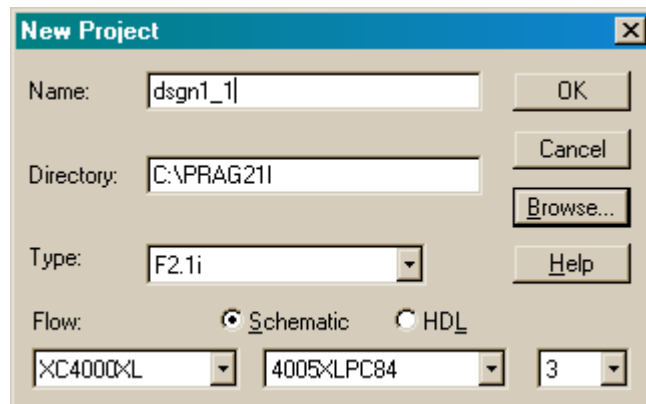 New Project
Name: dsgn1_1 OK
Cancel
Directory: C:\PRAG21I
Browse...
Type: F2.1i Help
Flow: Schematic HDL
XC4000XL 4005XLPC84 3